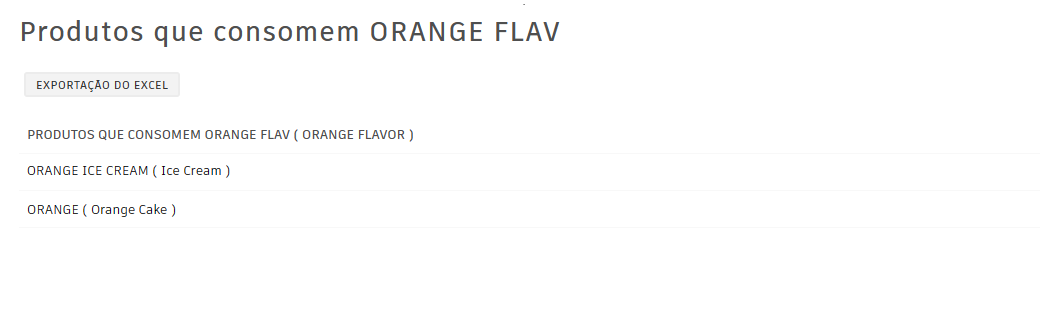 Produtos que consomem ORANGE FLAV
EXPORTAÇÃO DO EXCEL
PRODUTOS QUE CONSOMEM ORANGE FLAV ( ORANGE FLAVOR )
ORANGE ICE CREAM ( Ice Cream )
ORANGE ( Orange Cake )